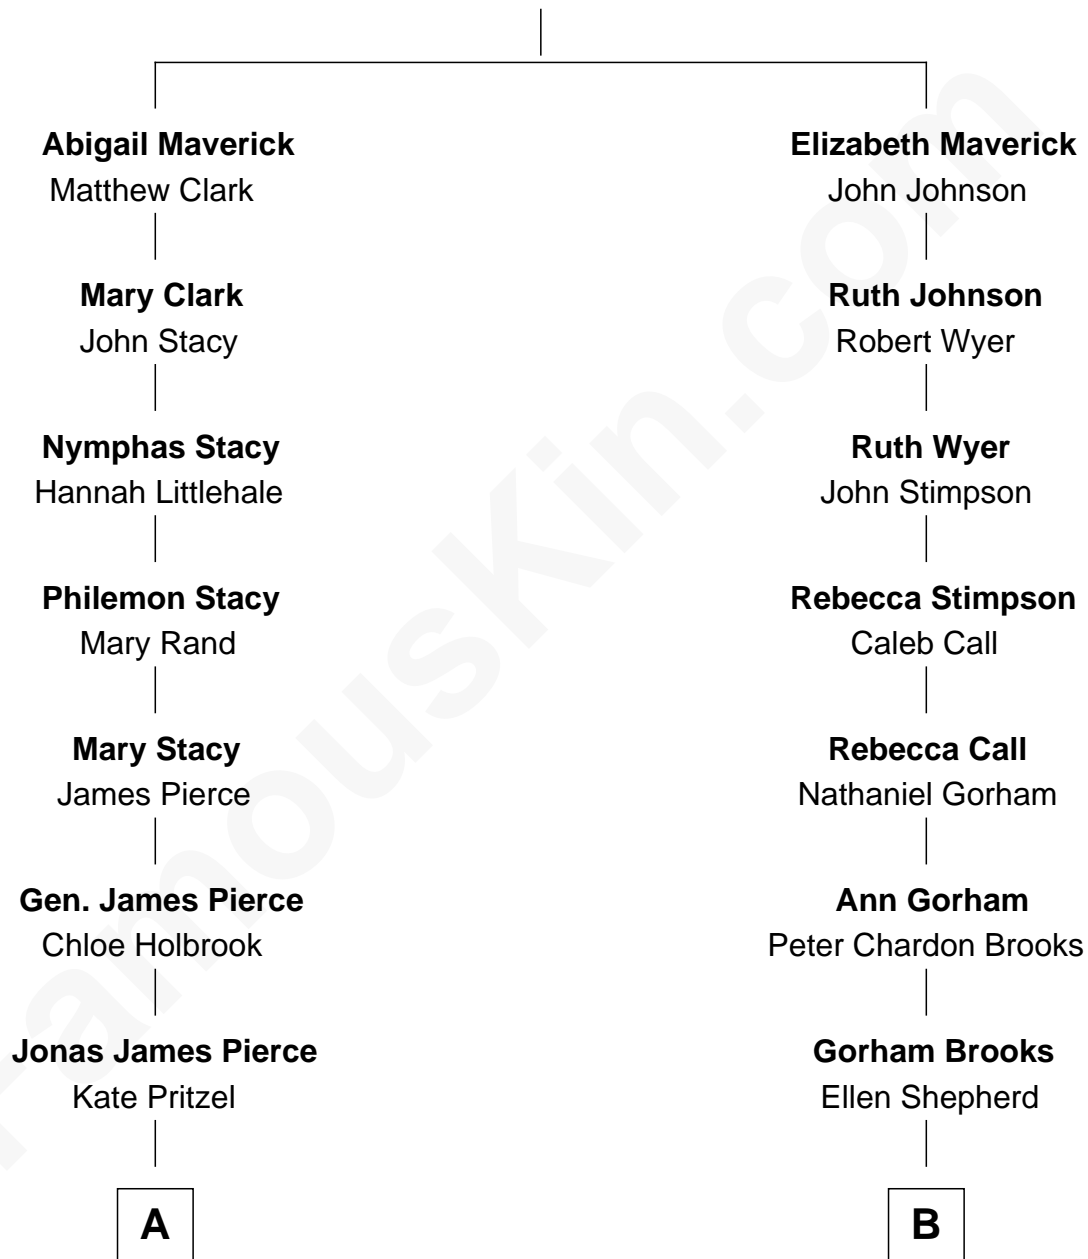 Abigail Maverick
Matthew Clark
Mary Clark
John Stacy
Nymphas Stacy
Hannah Littlehale
Philemon Stacy
Mary Rand
Mary Stacy
James Pierce
Gen. James Pierce
Chloe Holbrook
Jonas James Pierce
Kate Pritzel
A
Elizabeth Maverick
John Johnson
Ruth Johnson
Robert Wyer
Ruth Wyer
John Stimpson
Rebecca Stimpson
Caleb Call
Rebecca Call
Nathaniel Gorham
Ann Gorham
Peter Chardon Brooks
Gorham Brooks
Ellen Shepherd
B
FamousKin.com